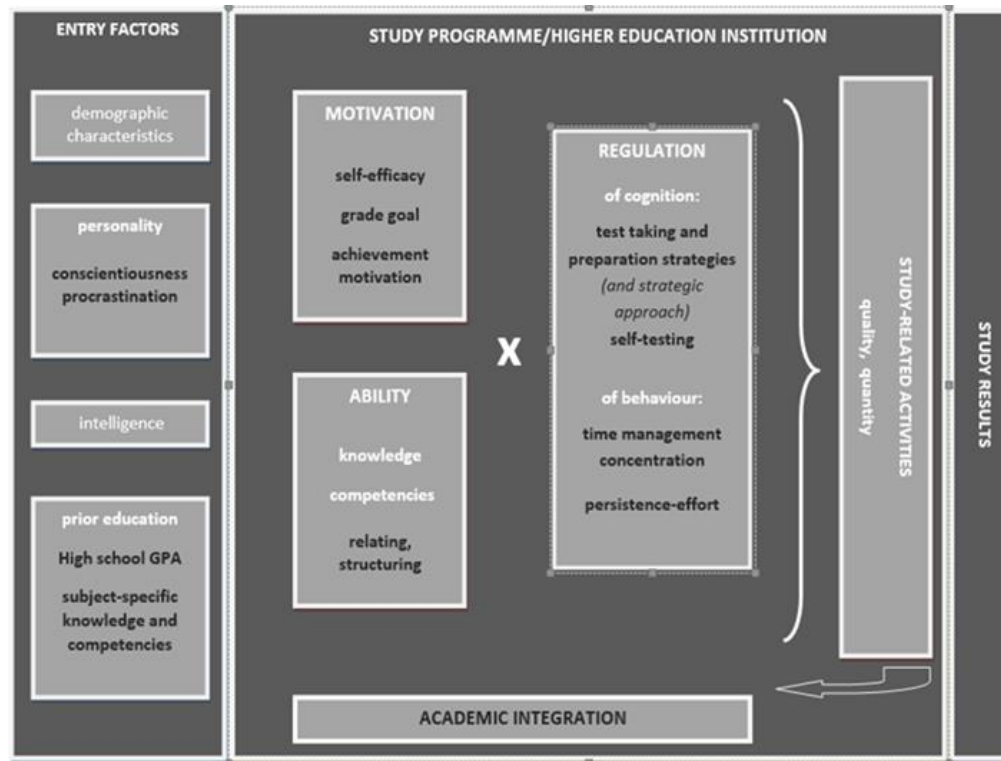 ENTRY FACTORS
demographic
characteristics
personality
conscientiousness
procrastination
intelligence
prior education
High school GPA
subject-specific
knowledge and
competencies
STUDY PROGRAMME/HIGHER EDUCATION INSTITUTION
MOTIVATION
self-efficacy
grade goal
achievement
motivation
ABILITY
knowledge
competencies
relating,
structuring
X
REGULATION
of cognition:
test taking and
preparation strategies
(and strategic
approach)
self-testing
of behaviour:
time management
concentration
persistence-effort
STUDY-RELATED ACTIVITIES
quality, quantity
ACADEMIC INTEGRATION
STUDY RESULTS